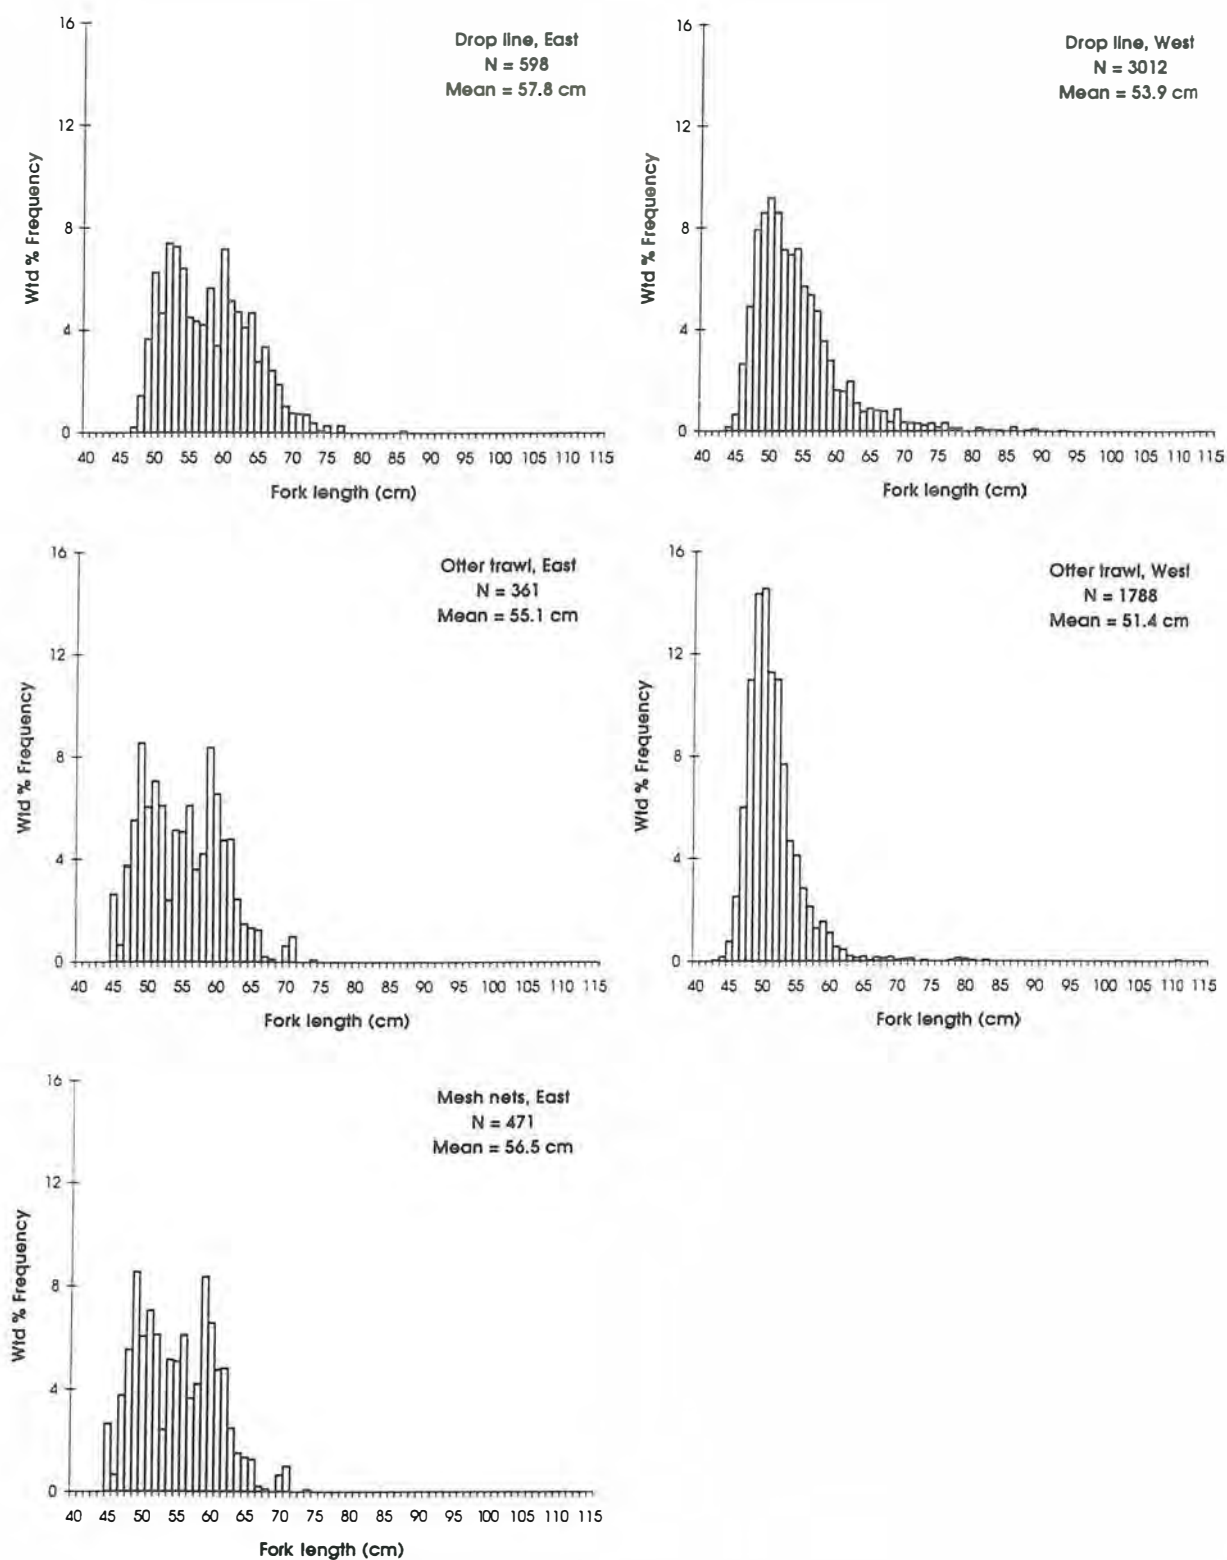 Drop line, East
N = 598
Mean = 57.8 cm
16
12
8
4
0
Wtd % Frequency
40 45 50 55 60 65 70 75 80 85 90 95 100 105 110 115
Fork length (cm)
Drop line, West
N = 3012
Mean = 53.9 cm
16
12
8
4
0
Wtd % Frequency
40 45 50 55 60 65 70 75 80 85 90 95 100 105 110 115
Fork length (cm)
Otter trawl, East
N = 361
Mean = 55.1 cm
16
12
8
4
0
Wtd % Frequency
40 45 50 55 60 65 70 75 80 85 90 95 100 105 110 115
Fork length (cm)
Otter trawl, West
N = 1788
Mean = 51.4 cm
16
12
8
4
0
Wtd % Frequency
40 45 50 55 60 65 70 75 80 85 90 95 100 105 110 115
Fork length (cm)
Mesh nets, East
N = 471
Mean = 56.5 cm
16
12
8
4
0
Wtd % Frequency
40 45 50 55 60 65 70 75 80 85 90 95 100 105 110 115
Fork length (cm)